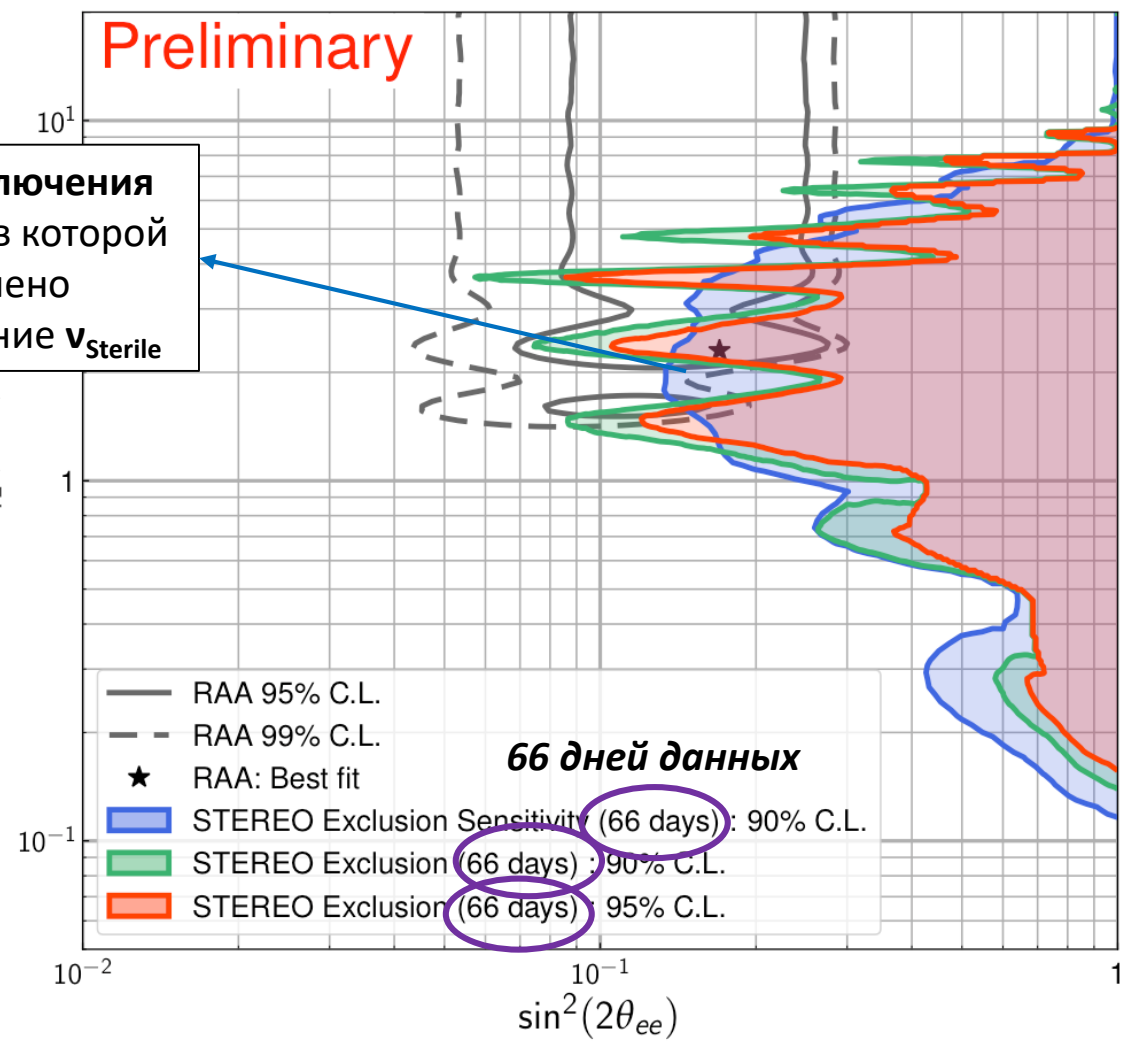 Preliminary
10¹
лючения
в которой
ено
ние νSterile
1
RAA 95% C.L.
RAA 99% C.L.
66 дней данных
RAA: Best fit
STEREO Exclusion Sensitivity (66 days) : 90% C.L.
10⁻¹
STEREO Exclusion (66 days) : 90% C.L.
STEREO Exclusion (66 days) : 95% C.L.
10⁻²
10⁻¹
1
sin²(2θee)